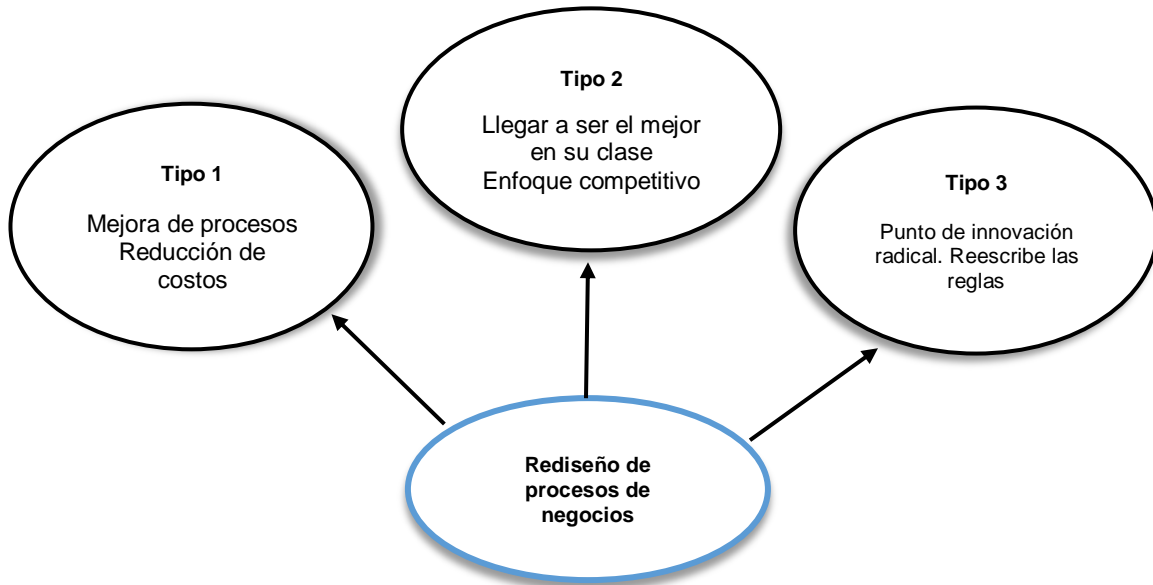 Tipo 1
Mejora de procesos
Reducción de
costos
Tipo 2
Llegar a ser el mejor
en su clase
Enfoque competitivo
Tipo 3
Punto de innovación
radical. Reescribe las
reglas
Rediseño de
procesos de
negocios